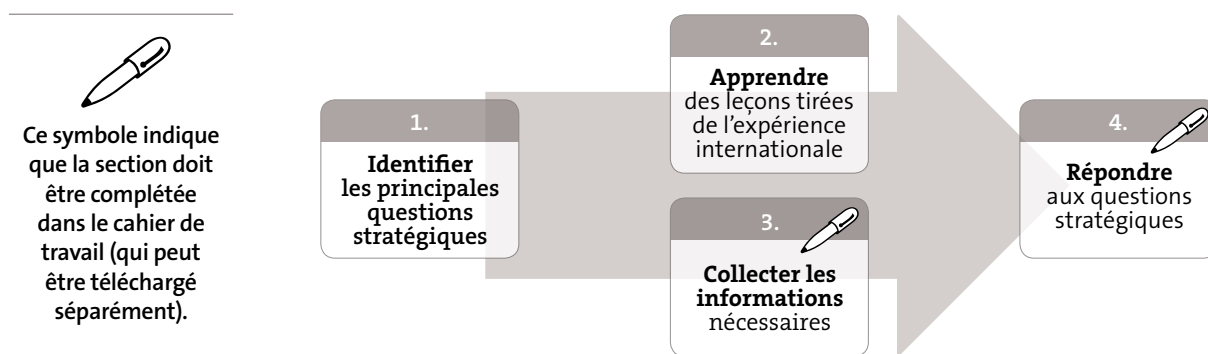 Ce symbole indique
que la section doit
être complétée
dans le cahier de
travail (qui peut
être téléchargé
séparément).
1.
Identifier
les principales
questions
stratégiques
2.
Apprendre
des leçons tirées
de l’expérience
internationale
3.
Collecter les
informations
nécessaires
4.
Répondre
aux questions
stratégiques